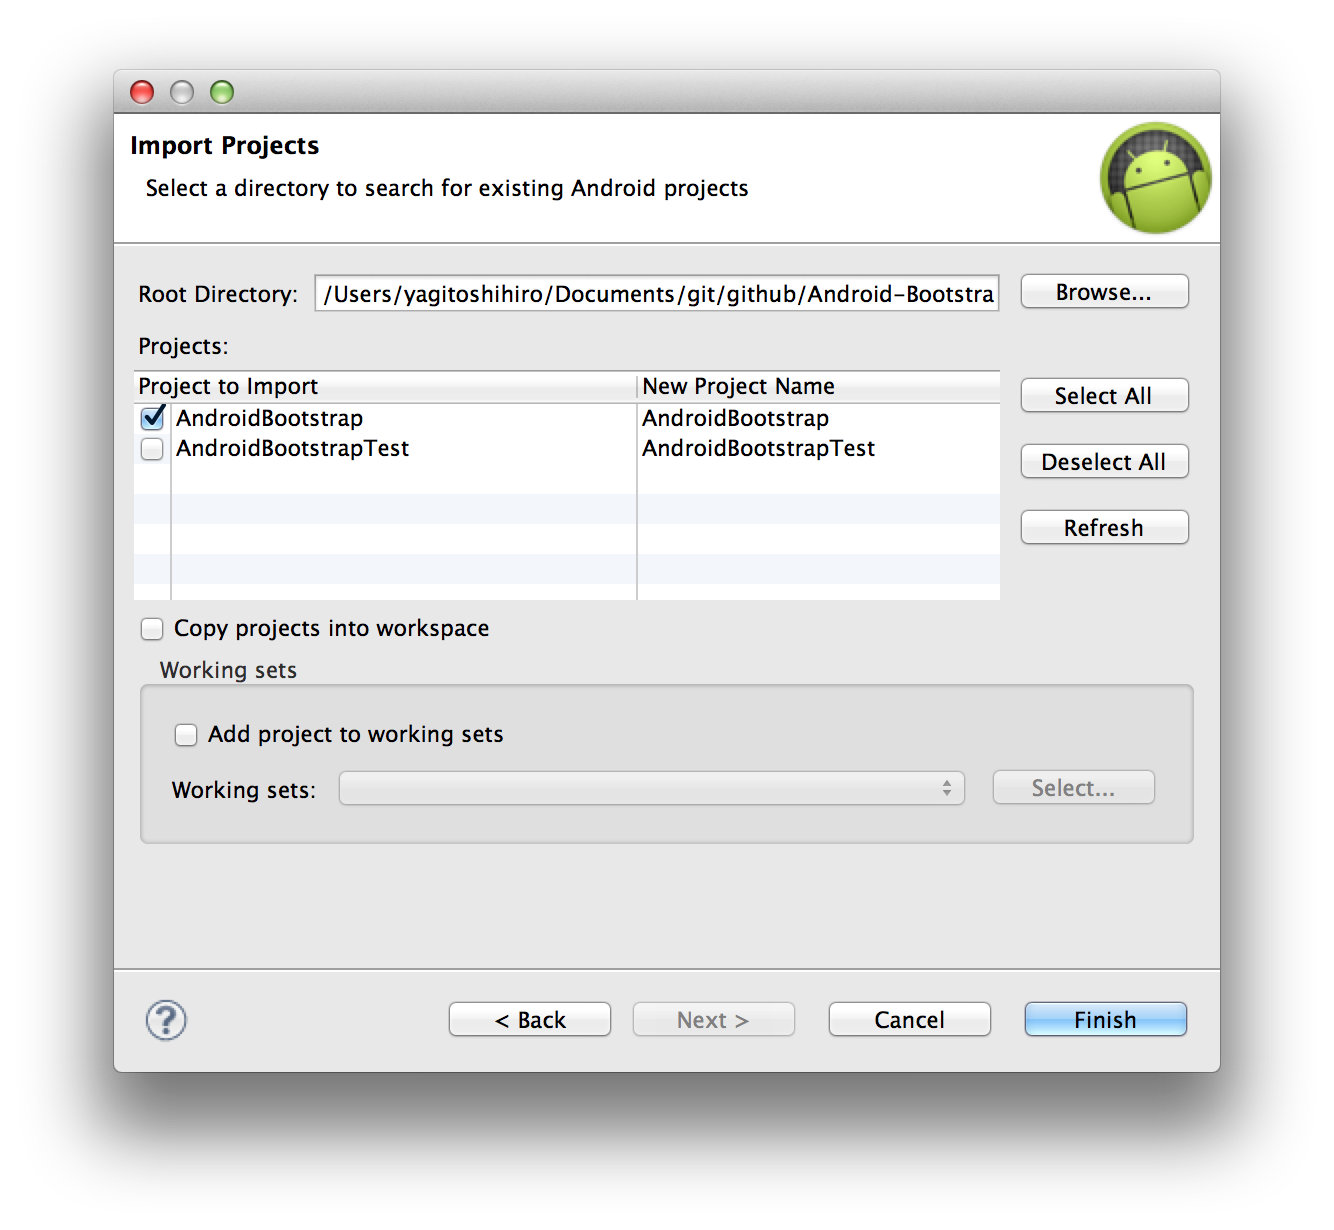 Import Projects
Select a directory to search for existing Android projects
Root Directory: /Users/yagitoshihiro/Documents/git/github/Android-Bootstra Browse...
Projects:
Project to Import New Project Name
AndroidBootstrap AndroidBootstrap
AndroidBootstrapTest AndroidBootstrapTest
Select All
Deselect All
Refresh
Copy projects into workspace
Working sets
Add project to working sets
Working sets: Select...
? < Back Next > Cancel Finish